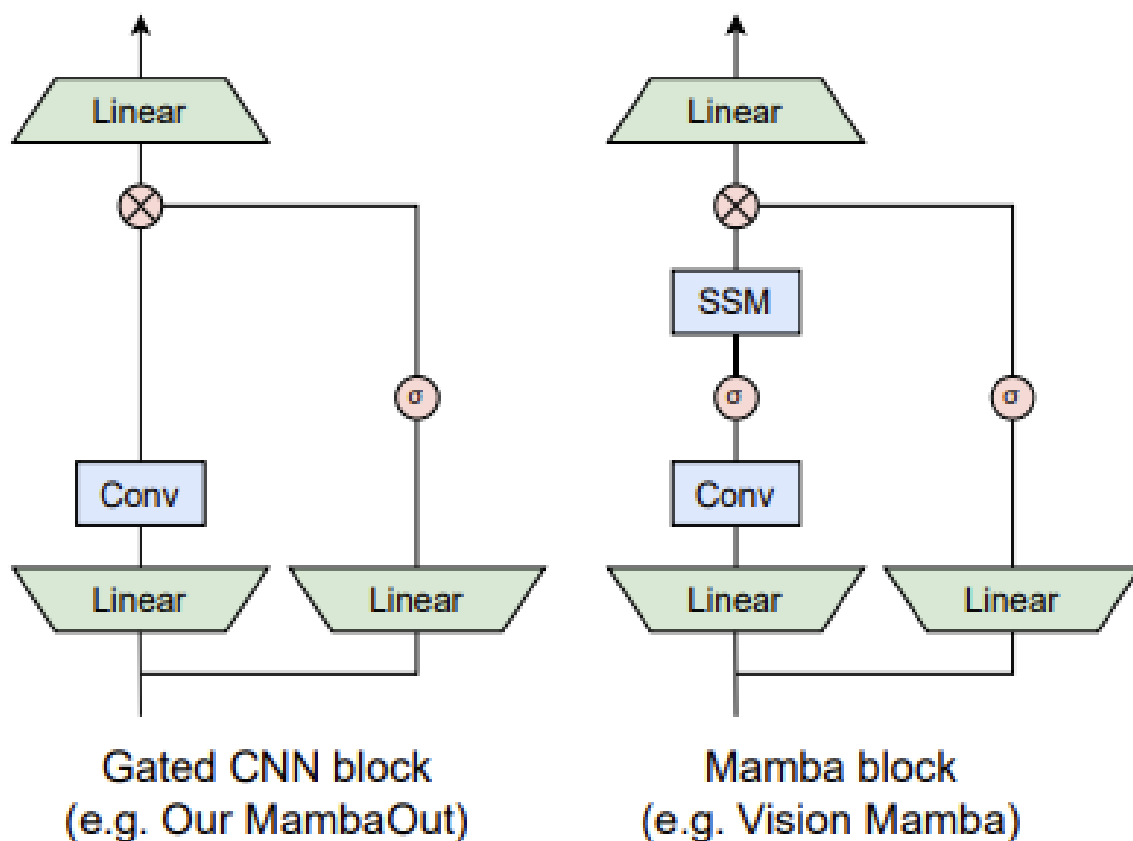 Linear
Linear
SSM
σ
σ
σ
Conv
Conv
Linear
Linear
Linear
Linear
Gated CNN block
(e.g. Our MambaOut)
Mamba block
(e.g. Vision Mamba)